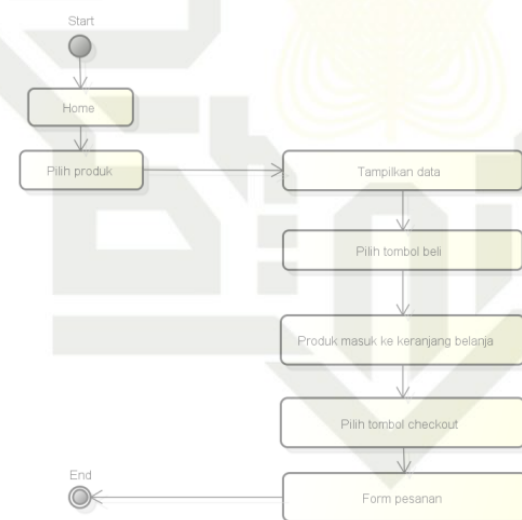 Start
Home
Pilih produk
Tampilkan data
Pilih tombol beli
Produk masuk ke keranjang belanja
Pilih tombol checkout
End
Form pesanan